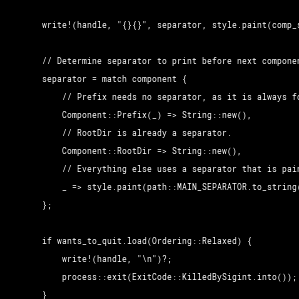 write!(handle, "{}{}", separator, style.paint(comp_s
// Determine separator to print before next componen
separator = match component {
// Prefix needs no separator, as it is always fo
Component::Prefix(_) => String::new(),
// RootDir is already a separator.
Component::RootDir => String::new(),
// Everything else uses a separator that is pain
_ => style.paint(path::MAIN_SEPARATOR.to_string(
};
if wants_to_quit.load(Ordering::Relaxed) {
write!(handle, "\n")?;
process::exit(ExitCode::KilledBySigint.into());
}